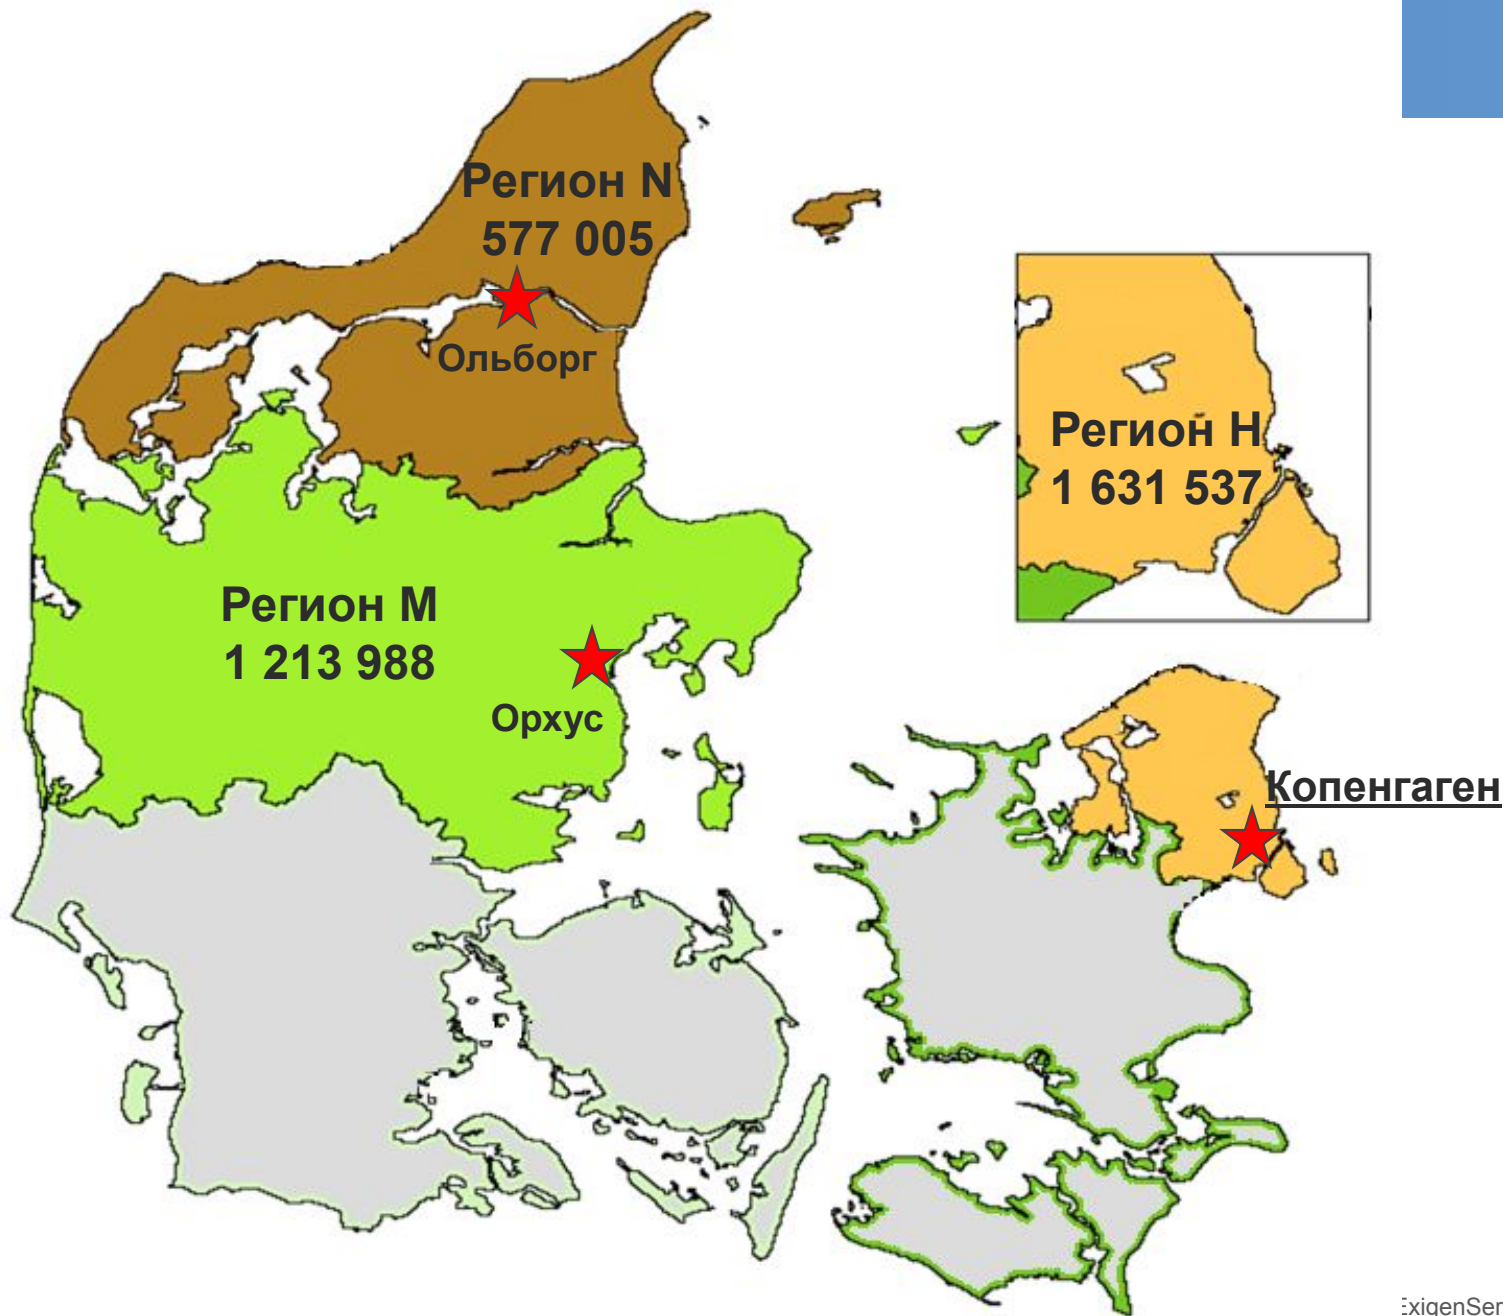 Регион N
577 005
Ольборг
Регион H
1 631 537
Регион M
1 213 988
Орхус
Копенгаген